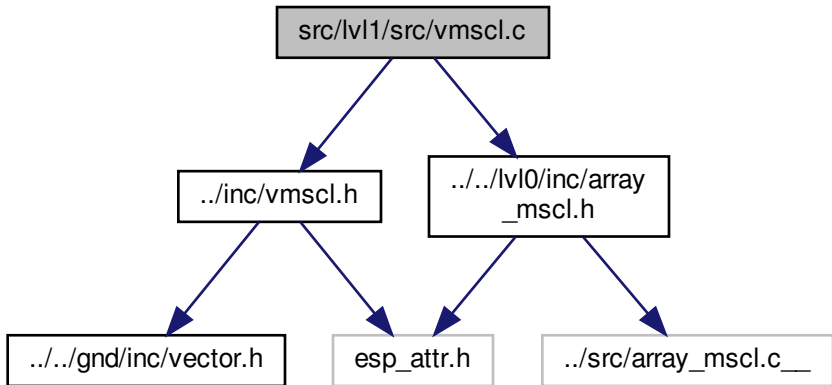 src/lvl1/src/vmscl.c
../inc/vmscl.h
../../lvl0/inc/array
_mscl.h
../../gnd/inc/vector.h
esp_attr.h
../src/array_mscl.c__